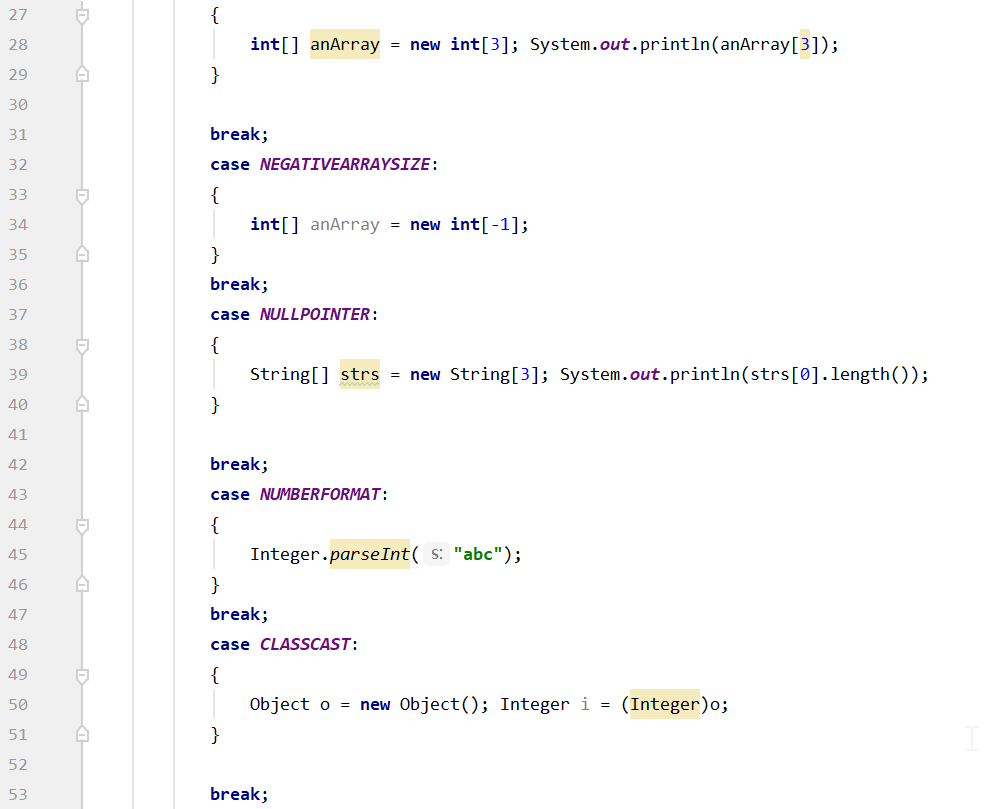 27 {
28 int[] anArray = new int[3]; System.out.println(anArray[3]);
29 }
30
31 break;
32 case NEGATIVEARRAYSIZE:
33 {
34 int[] anArray = new int[-1];
35 }
36 break;
37 case NULLPOINTER:
38 {
39 String[] strs = new String[3]; System.out.println(strs[0].length());
40 }
41
42 break;
43 case NUMBERFORMAT:
44 {
45 Integer.parseInt( s: "abc");
46 }
47 break;
48 case CLASSCAST:
49 {
50 Object o = new Object(); Integer i = (Integer)o;
51 }
52
53 break;